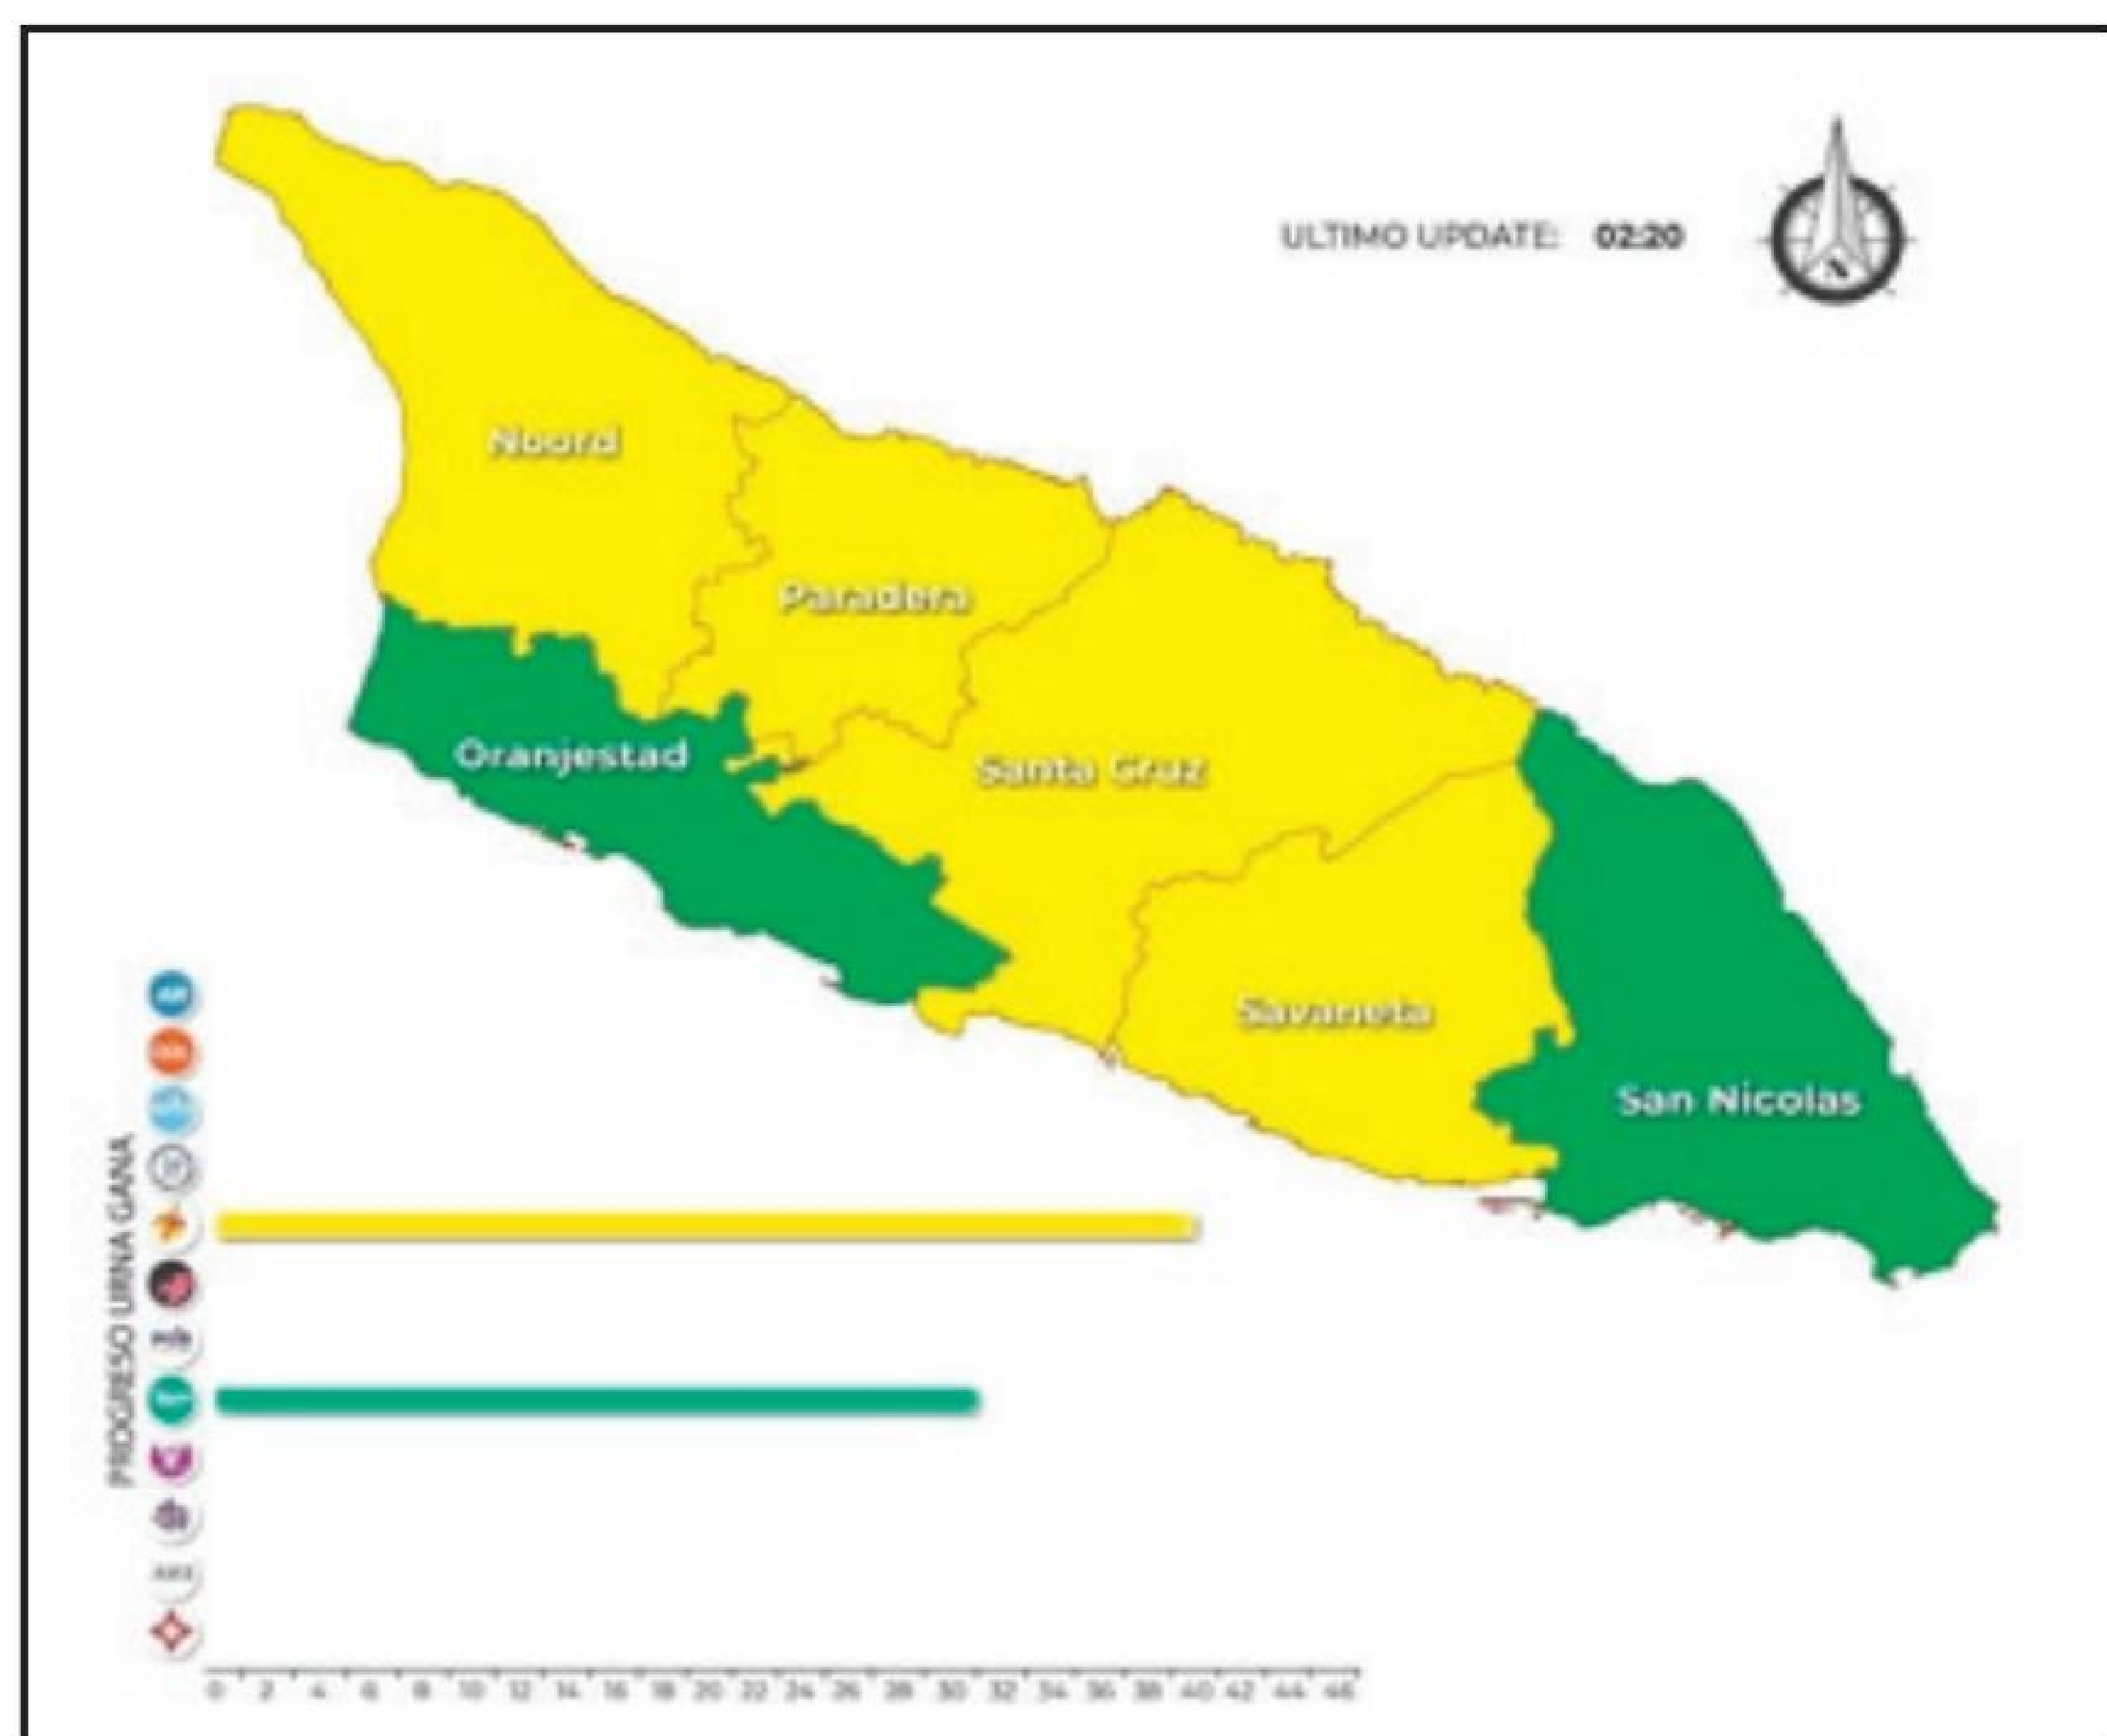 ULTIMO UPDATE: 02:20
N
Noord
Paradera
Oranjestad
Santa Cruz
Savaneta
San Nicolas
PROGRESO URNA GANA
0 2 4 6 8 10 12 14 16 18 20 22 24 26 28 30 32 34 36 38 40 42 44 46